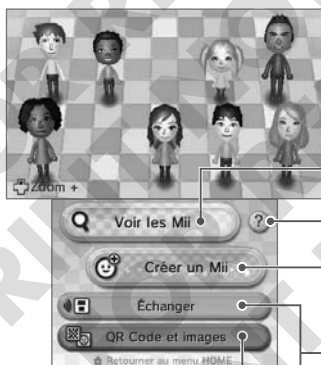 Zoom +
Voir les Mii
?
Créer un Mii
Échanger
QR Code et images
Retourner au menu HOME